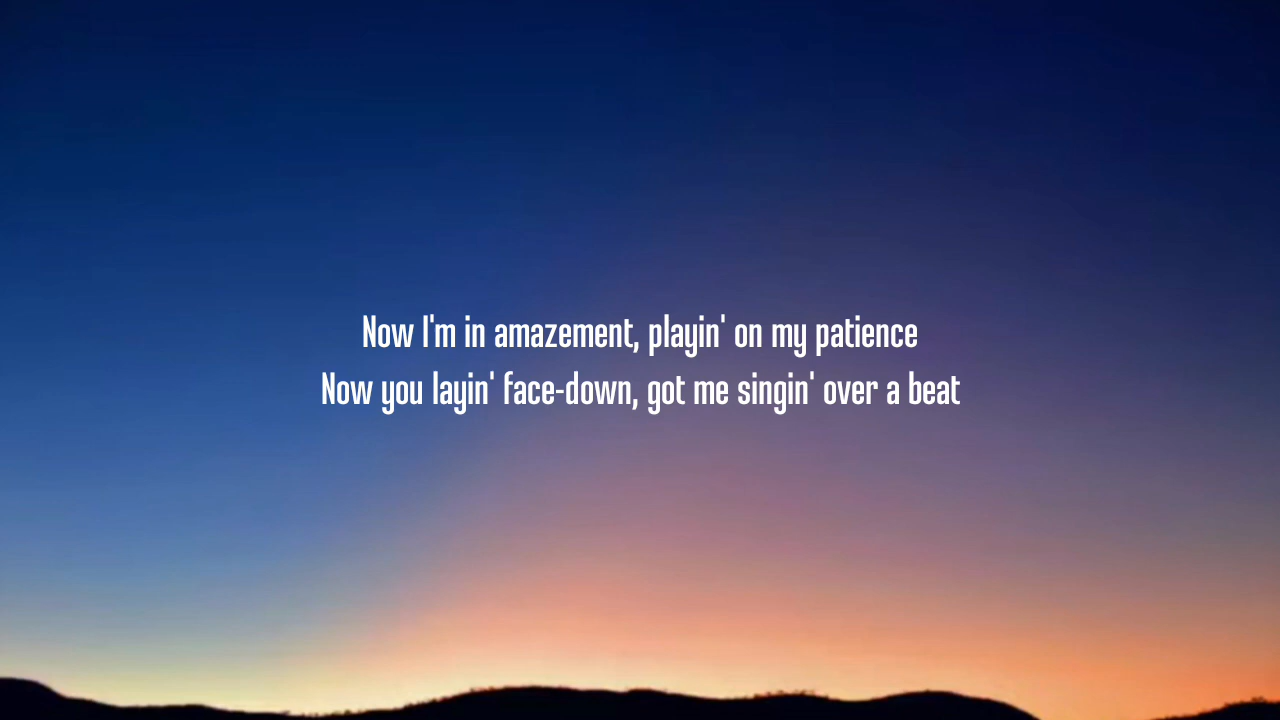 Now I'm in amazement, playin' on my patience
Now you layin' face-down, got me singin' over a beat